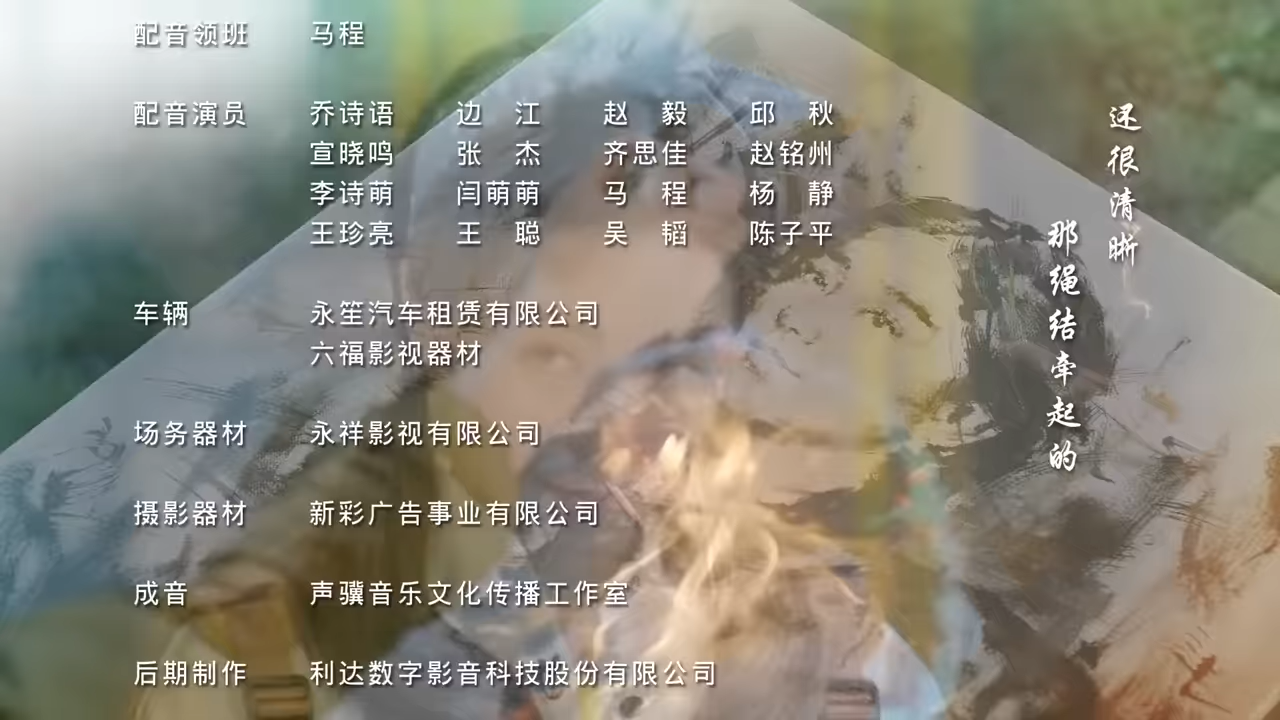 配音领班 马程
配音演员 乔诗语 边江 赵毅 邱秋
宣晓鸣 张杰 齐思佳 赵铭州
李诗萌 闫萌萌 马程 杨静
王珍亮 王聪 吴韬 陈子平
车辆 永笙汽车租赁有限公司
六福影视器材
场务器材 永祥影视有限公司
摄影器材 新彩广告事业有限公司
成音 声骥音乐文化传播工作室
后期制作 利达数字影音科技股份有限公司
还很清晰
那绳结牵起的